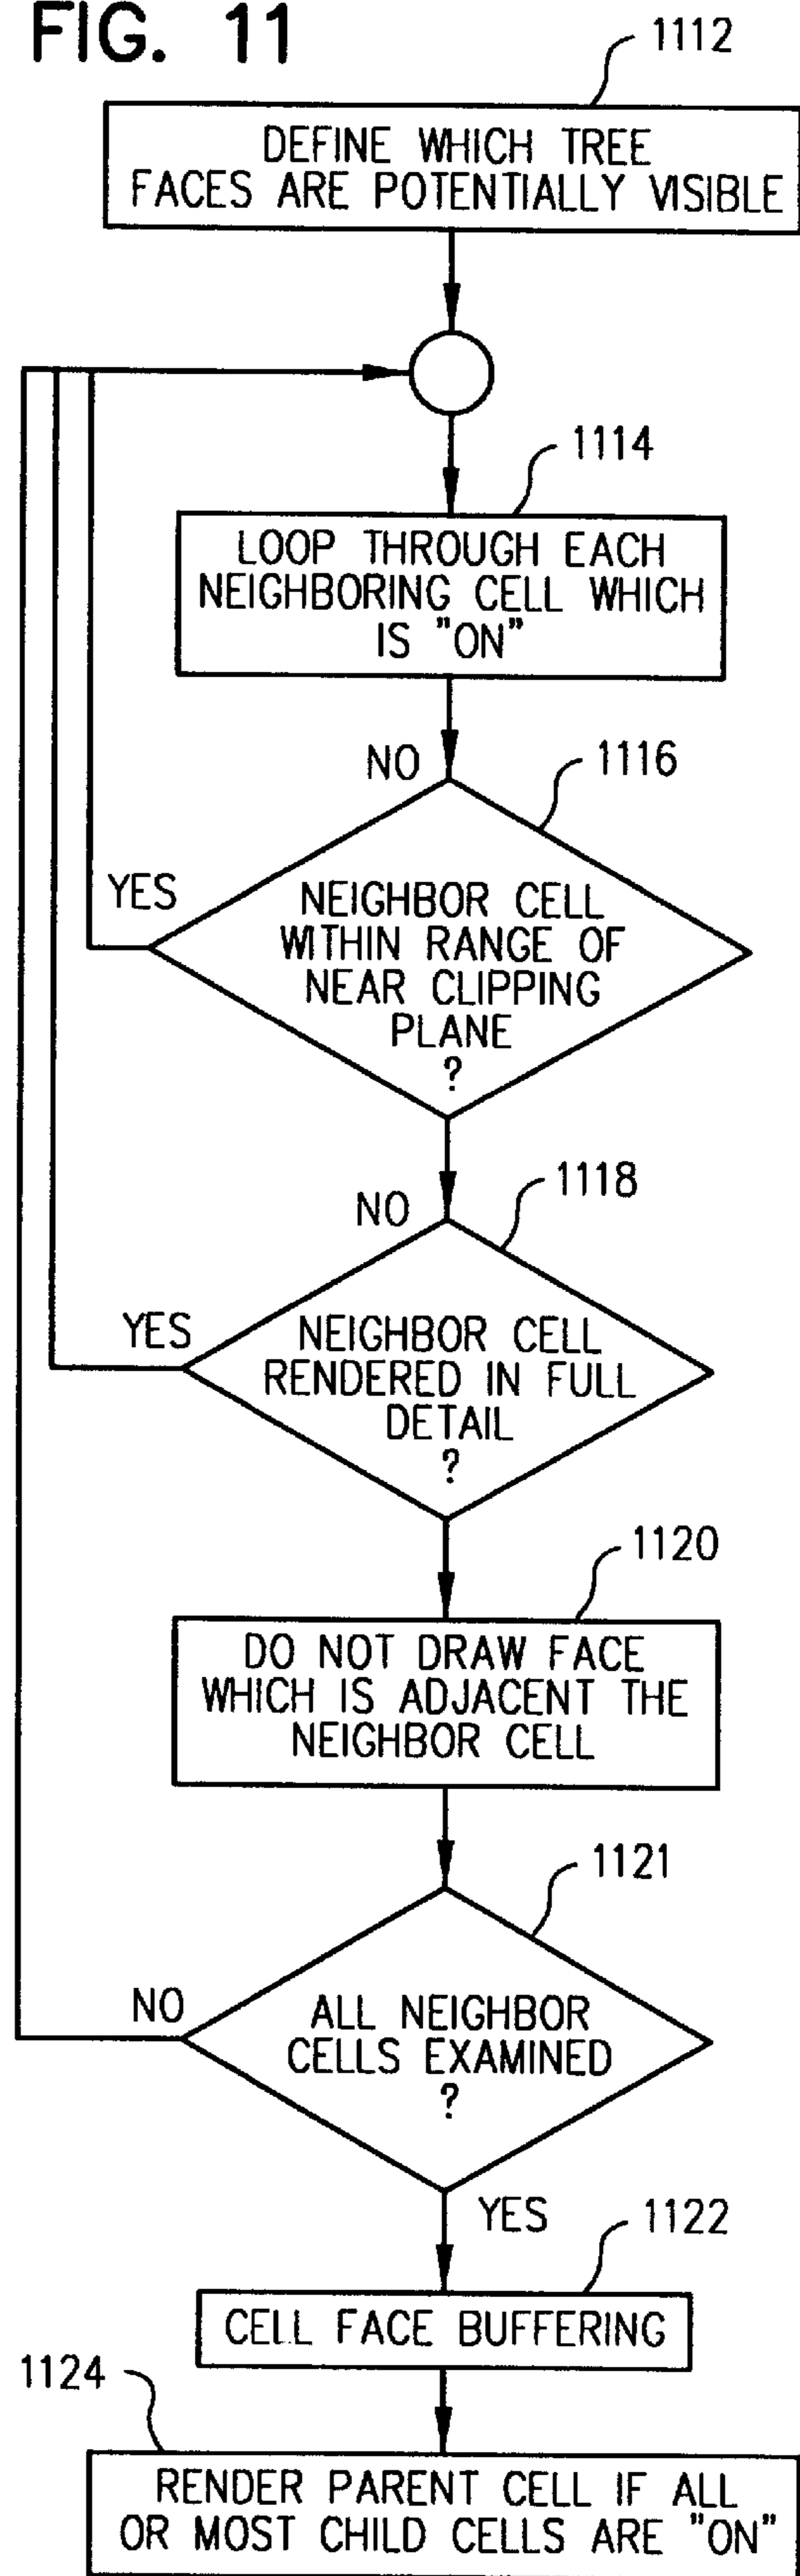 FIG. 11
1112
DEFINE WHICH TREE
FACES ARE POTENTIALLY VISIBLE
1114
LOOP THROUGH EACH
NEIGHBORING CELL WHICH
IS "ON"
NO
1116
YES
NEIGHBOR CELL
WITHIN RANGE OF
NEAR CLIPPING
PLANE
?
NO
1118
YES
NEIGHBOR CELL
RENDERED IN FULL
DETAIL
?
1120
DO NOT DRAW FACE
WHICH IS ADJACENT THE
NEIGHBOR CELL
1121
NO
ALL NEIGHBOR
CELLS EXAMINED
?
YES
1122
CELL FACE BUFFERING
1124
RENDER PARENT CELL IF ALL
OR MOST CHILD CELLS ARE "ON"